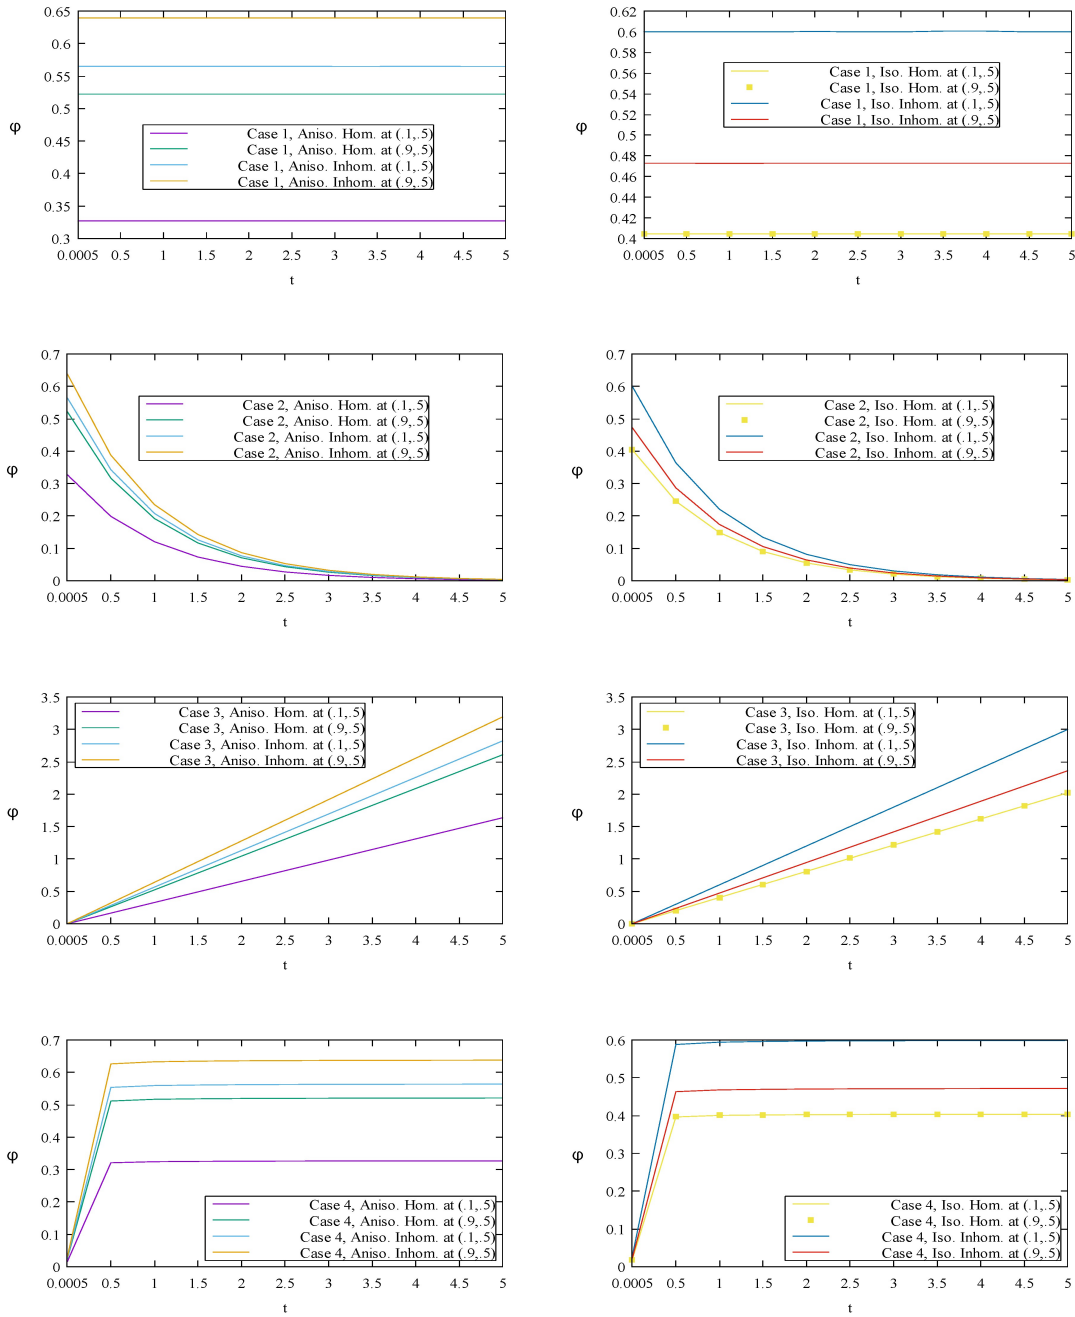 0.65
0.6
0.55
0.5
0.45
0.4
0.35
0.3
φ
Case 1, Aniso. Hom. at (.1,.5)
Case 1, Aniso. Hom. at (.9,.5)
Case 1, Aniso. Inhom. at (.1,.5)
Case 1, Aniso. Inhom. at (.9,.5)
0.0005 0.5 1 1.5 2 2.5 3 3.5 4 4.5 5
t
0.62
0.6
0.58
0.56
0.54
0.52
0.5
0.48
0.46
0.44
0.42
0.4
φ
Case 1, Iso. Hom. at (.1,.5)
Case 1, Iso. Hom. at (.9,.5)
Case 1, Iso. Inhom. at (.1,.5)
Case 1, Iso. Inhom. at (.9,.5)
0.0005 0.5 1 1.5 2 2.5 3 3.5 4 4.5 5
t
0.7
0.6
0.5
0.4
0.3
0.2
0.1
0
φ
Case 2, Aniso. Hom. at (.1,.5)
Case 2, Aniso. Hom. at (.9,.5)
Case 2, Aniso. Inhom. at (.1,.5)
Case 2, Aniso. Inhom. at (.9,.5)
0.0005 0.5 1 1.5 2 2.5 3 3.5 4 4.5 5
t
0.7
0.6
0.5
0.4
0.3
0.2
0.1
0
φ
Case 2, Iso. Hom. at (.1,.5)
Case 2, Iso. Hom. at (.9,.5)
Case 2, Iso. Inhom. at (.1,.5)
Case 2, Iso. Inhom. at (.9,.5)
0.0005 0.5 1 1.5 2 2.5 3 3.5 4 4.5 5
t
3.5
3
2.5
2
1.5
1
0.5
0
φ
Case 3, Aniso. Hom. at (.1,.5)
Case 3, Aniso. Hom. at (.9,.5)
Case 3, Aniso. Inhom. at (.1,.5)
Case 3, Aniso. Inhom. at (.9,.5)
0.0005 0.5 1 1.5 2 2.5 3 3.5 4 4.5 5
t
3.5
3
2.5
2
1.5
1
0.5
0
φ
Case 3, Iso. Hom. at (.1,.5)
Case 3, Iso. Hom. at (.9,.5)
Case 3, Iso. Inhom. at (.1,.5)
Case 3, Iso. Inhom. at (.9,.5)
0.0005 0.5 1 1.5 2 2.5 3 3.5 4 4.5 5
t
0.7
0.6
0.5
0.4
0.3
0.2
0.1
0
φ
Case 4, Aniso. Hom. at (.1,.5)
Case 4, Aniso. Hom. at (.9,.5)
Case 4, Aniso. Inhom. at (.1,.5)
Case 4, Aniso. Inhom. at (.9,.5)
0.0005 0.5 1 1.5 2 2.5 3 3.5 4 4.5 5
t
0.6
0.5
0.4
0.3
0.2
0.1
0
φ
Case 4, Iso. Hom. at (.1,.5)
Case 4, Iso. Hom. at (.9,.5)
Case 4, Iso. Inhom. at (.1,.5)
Case 4, Iso. Inhom. at (.9,.5)
0.0005 0.5 1 1.5 2 2.5 3 3.5 4 4.5 5
t